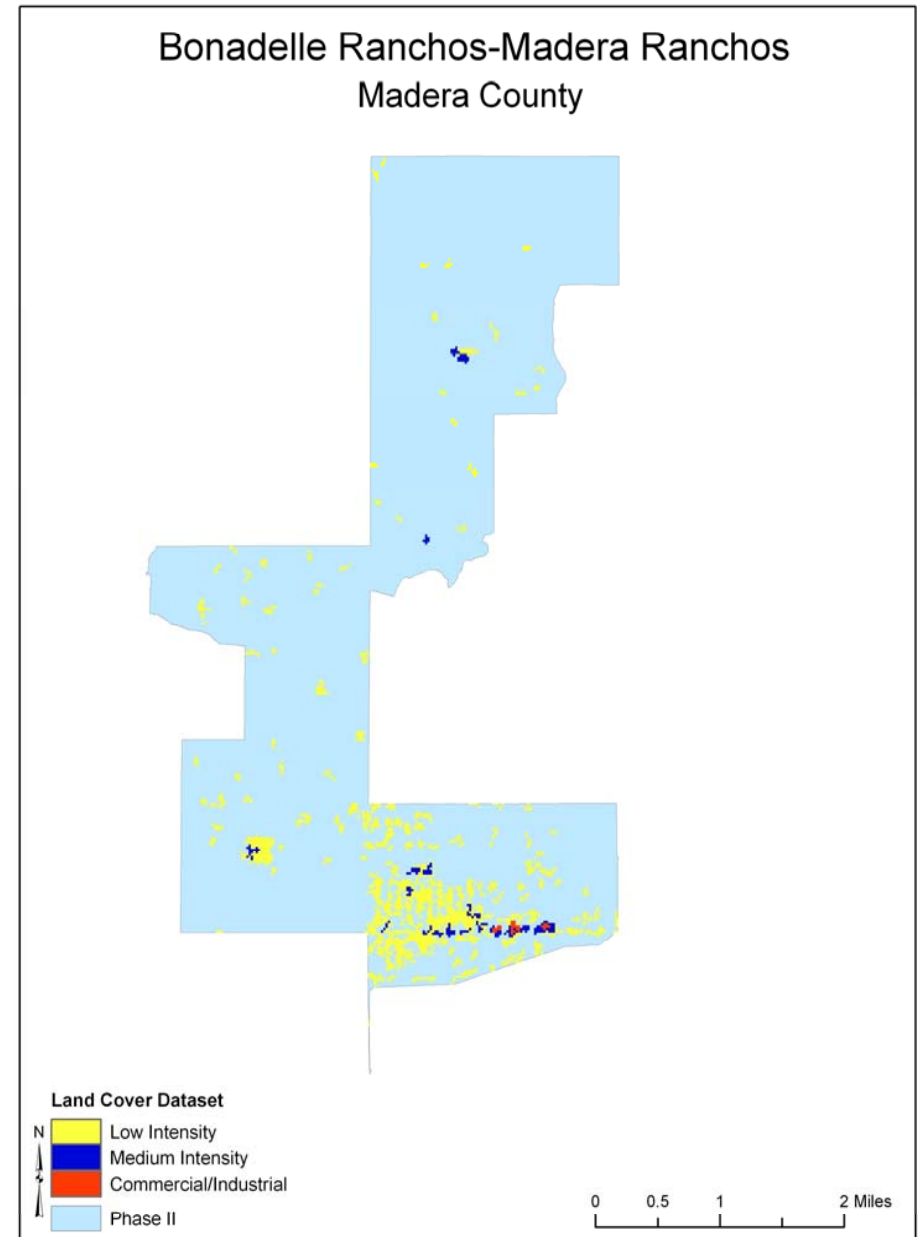 Bonadelle Ranchos-Madera Ranchos
Madera County
Land Cover Dataset
N
Low Intensity
Medium Intensity
Commercial/Industrial
Phase II
0 0.5 1 2 Miles